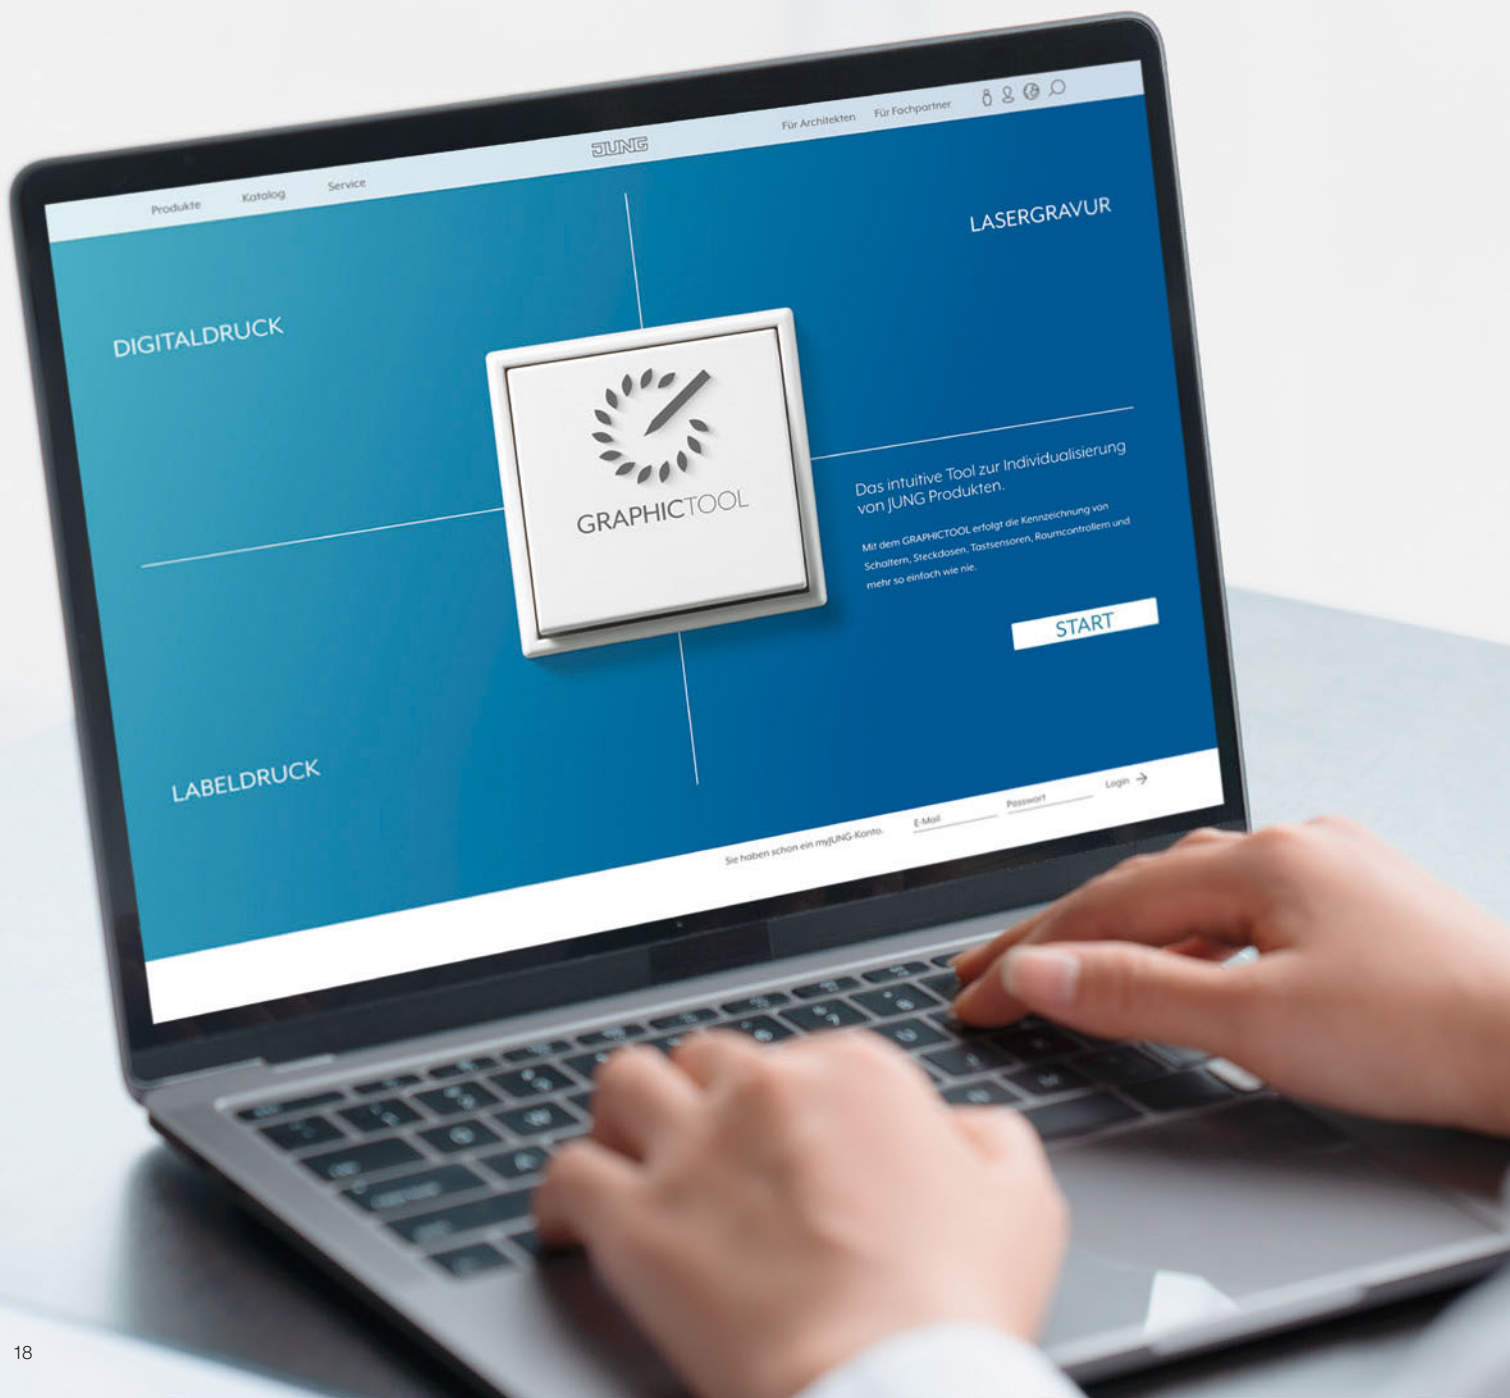 Produkte Katalog Service JUNG Für Architekten Für Fachpartner
LASERGRAVUR
DIGITALDRUCK
GRAPHICTOOL
Das intuitive Tool zur Individualisierung
von JUNG Produkten.
Mit dem GRAPHICTOOL erfolgt die Kennzeichnung von
Schaltern, Steckdosen, Tastsensoren, Raumcontrollern und
mehr so einfach wie nie.
START
LABELDRUCK
Sie haben schon ein myJUNG-Konto. E-Mail Passwort Login
18